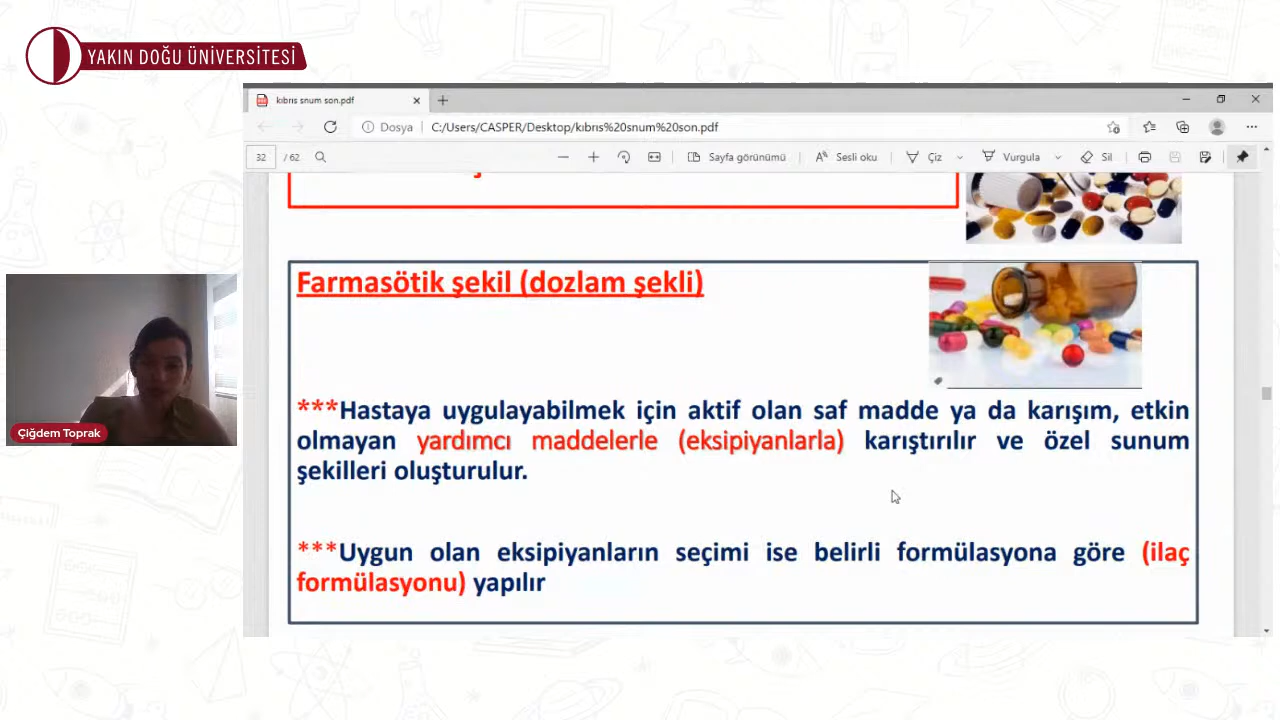 YAKIN DOĞU ÜNİVERSİTESİ
kıbrıs snum son.pdf
Dosya
C:/Users/CASPER/Desktop/kıbrıs%20snum%20son.pdf
32 / 62
Sayfa görünümü
Sesli oku
Çiz
Vurgula
Sil
Farmasötik şekil (dozlam şekli)
***Hastaya uygulayabilmek için aktif olan saf madde ya da karışım, etkin
olmayan yardımcı maddelerle (eksipiyanlarla) karıştırılır ve özel sunum
şekilleri oluşturulur.
***Uygun olan eksipiyanların seçimi ise belirli formülasyona göre (ilaç
formülasyonu) yapılır
Çiğdem Toprak